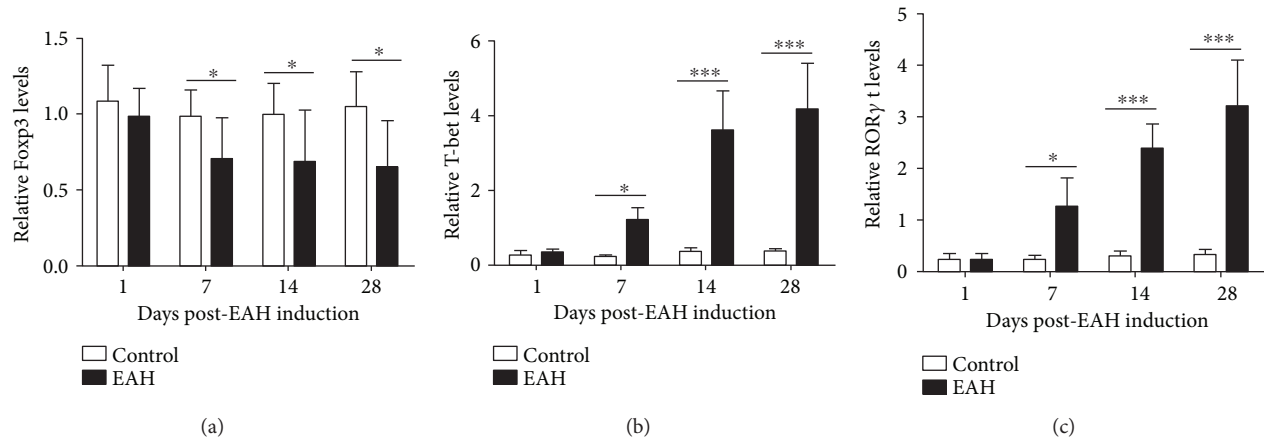 Relative Foxp3 levels
1.5
1.0
0.5
0.0
*
*
*
1
7
14
28
Days post-EAH induction
Control
EAH
(a)
Relative T-bet levels
6
4
2
0
*
***
***
1
7
14
28
Days post-EAH induction
Control
EAH
(b)
Relative RORγ t levels
5
4
3
2
1
0
*
***
***
1
7
14
28
Days post-EAH induction
Control
EAH
(c)